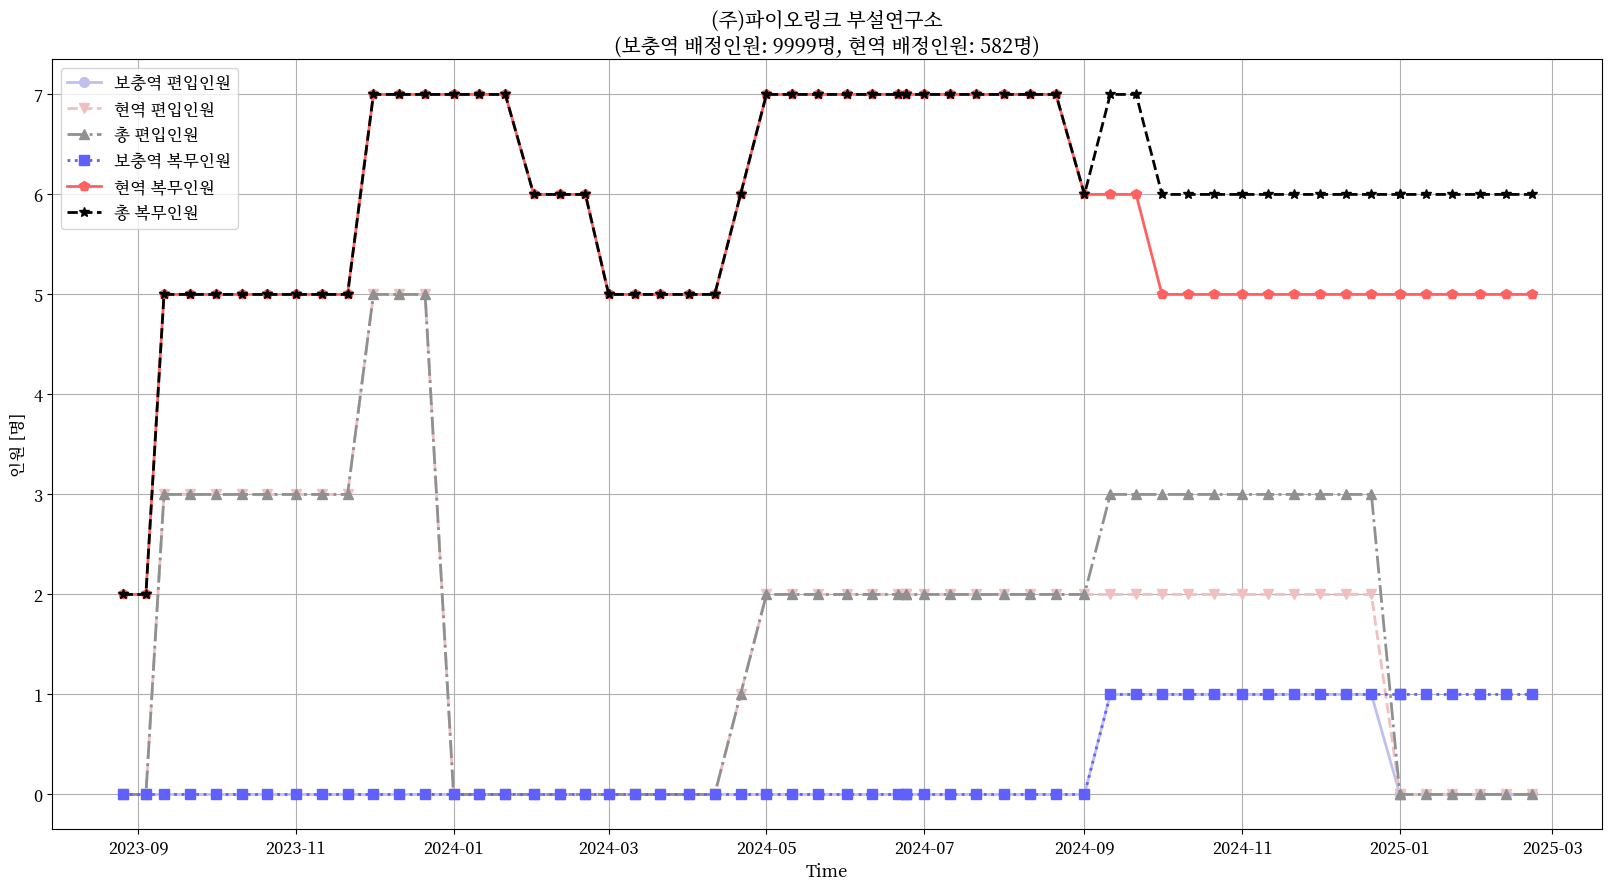 (주)파이오링크 부설연구소
(보충역 배정인원: 9999명, 현역 배정인원: 582명)
보충역 편입인원
현역 편입인원
총 편입인원
보충역 복무인원
현역 복무인원
총 복무인원
인원 [명]
7
6
5
4
3
2
1
0
2023-09 2023-11 2024-01 2024-03 2024-05 2024-07 2024-09 2024-11 2025-01 2025-03
Time